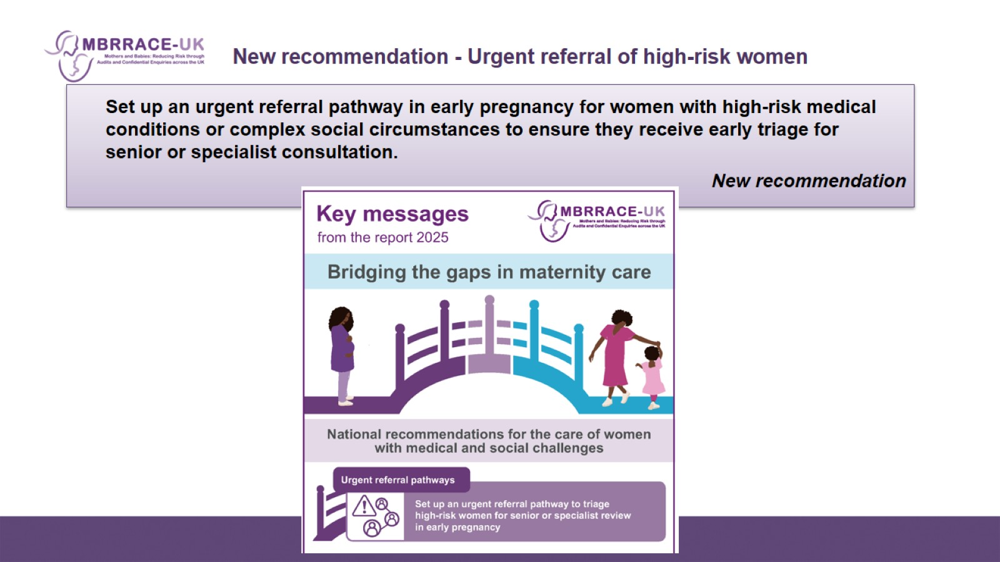 MBRRACE-UK
Mothers and Babies: Reducing Risk through
Audits and Confidential Enquiries across the UK
New recommendation - Urgent referral of high-risk women
Set up an urgent referral pathway in early pregnancy for women with high-risk medical
conditions or complex social circumstances to ensure they receive early triage for
senior or specialist consultation.
New recommendation
Key messages
from the report 2025
MBRRACE-UK
Mothers and Babies: Reducing Risk through
Audits and Confidential Enquiries across the UK
Bridging the gaps in maternity care
National recommendations for the care of women
with medical and social challenges
Urgent referral pathways
Set up an urgent referral pathway to triage
high-risk women for senior or specialist review
in early pregnancy